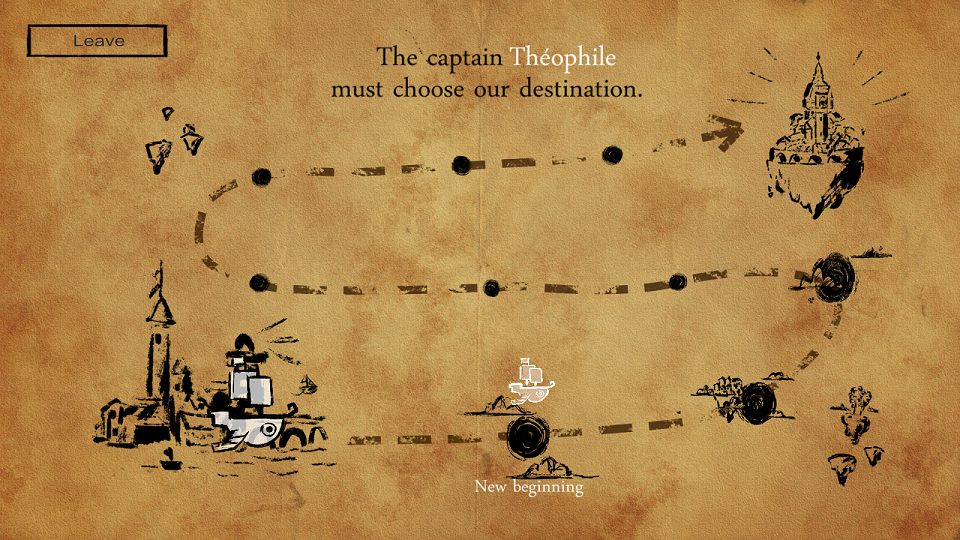 Leave
The captain Théophile
must choose our destination.
New beginning